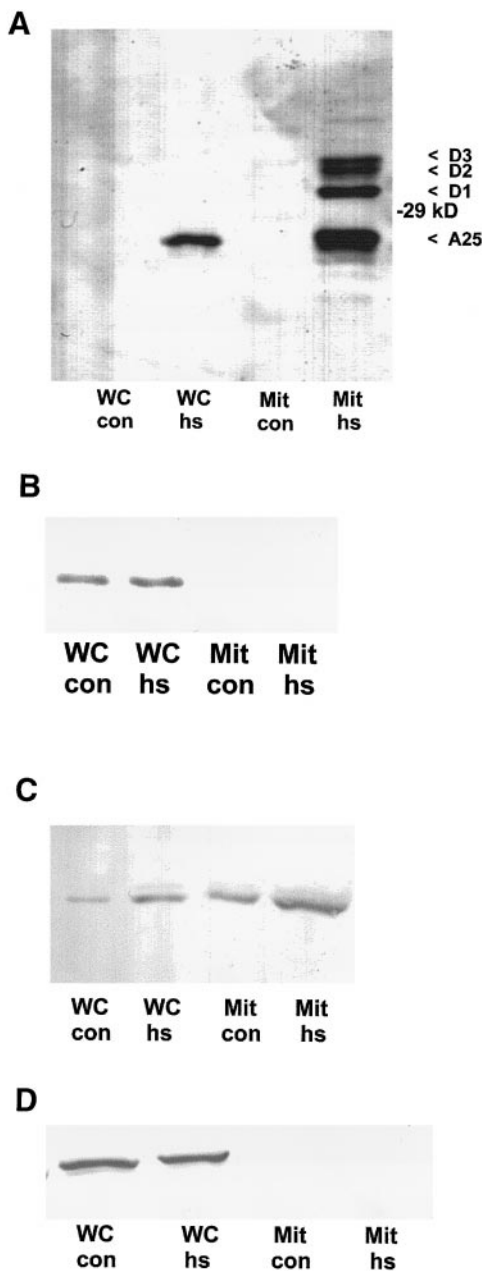 A
< D3
< D2
< D1
-29 kD
< A25
WC WC Mit Mit
con hs con hs
B
WC WC Mit Mit
con hs con hs
C
WC WC Mit Mit
con hs con hs
D
WC WC Mit Mit
con hs con hs